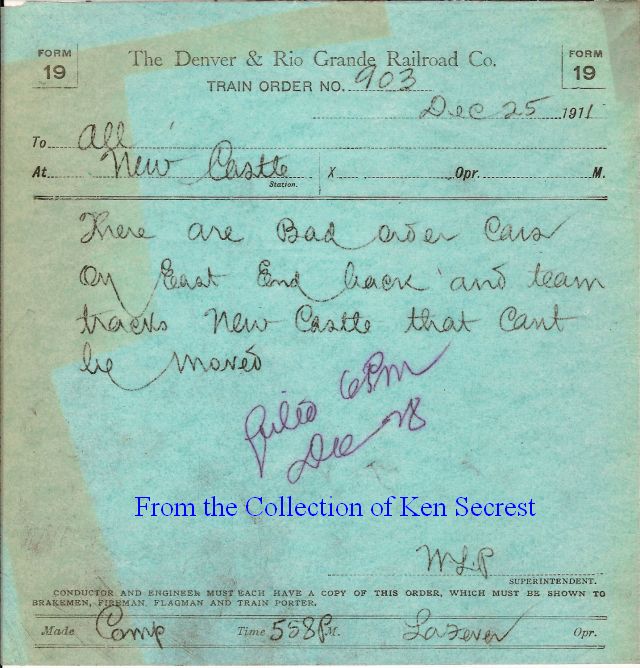 FORM 19
The Denver & Rio Grande Railroad Co.
FORM 19
TRAIN ORDER NO. 903
Dec 25 1911
To All
At New Castle X Opr. M.
Station.
There are Bad order Cars
on East End back and team
tracks New Castle that Cant
be moved
6PM
Dec 28
From the Collection of Ken Secrest
W.L.P
SUPERINTENDENT.
CONDUCTOR AND ENGINEER MUST EACH HAVE A COPY OF THIS ORDER, WHICH MUST BE SHOWN TO
BRAKEMEN, FIREMAN, FLAGMAN AND TRAIN PORTER.
Made Comp Time 558P M. Opr.